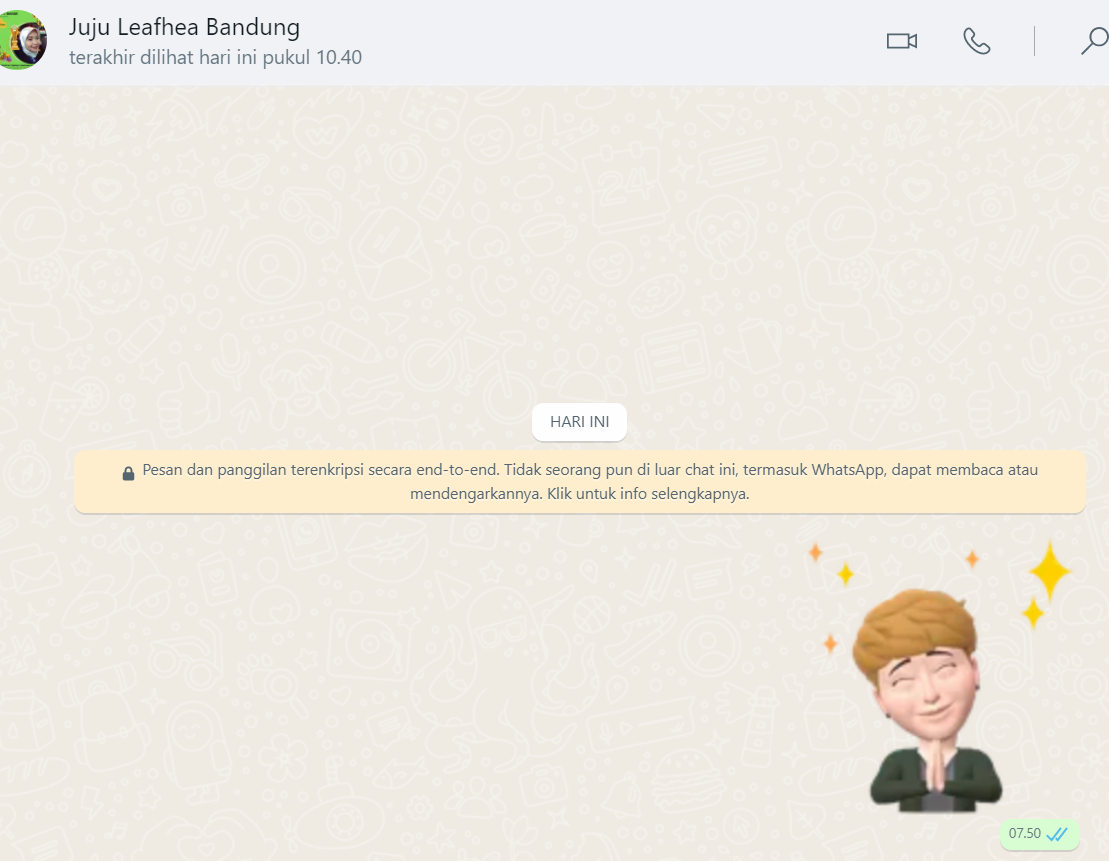 Juju Leafhea Bandung
terakhir dilihat hari ini pukul 10.40
HARI INI
Pesan dan panggilan terenkripsi secara end-to-end. Tidak seorang pun di luar chat ini, termasuk WhatsApp, dapat membaca atau
mendengarkannya. Klik untuk info selengkapnya.
07.50